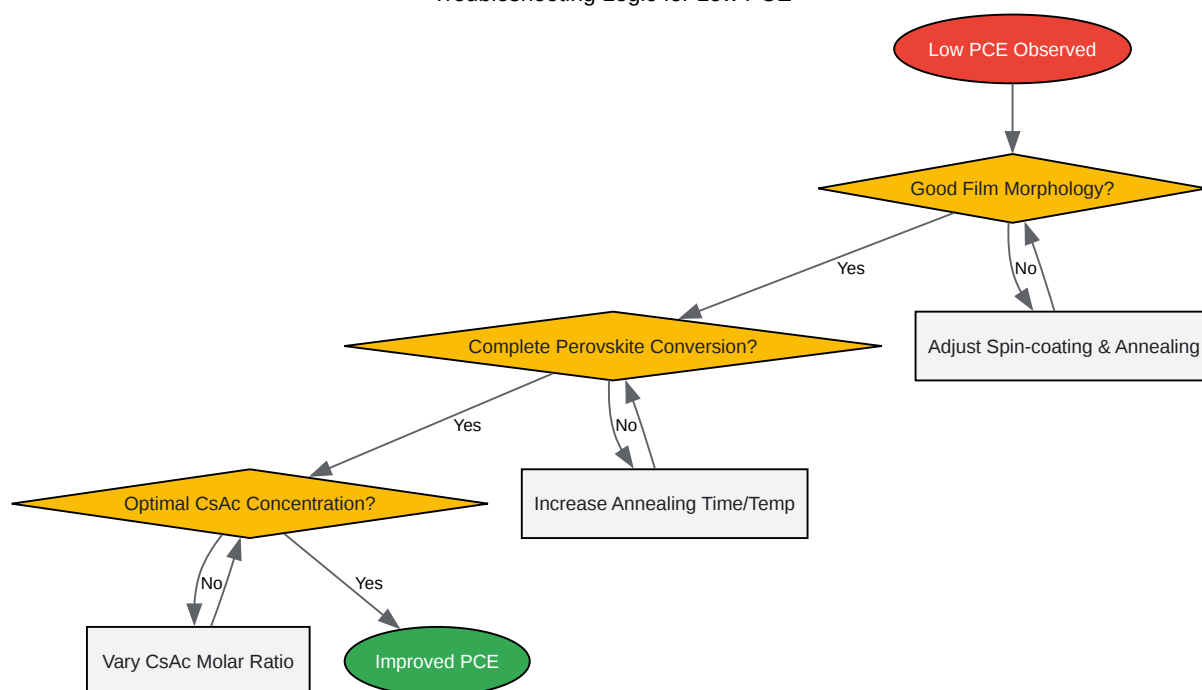 Low PCE Observed
Good Film Morphology?
Yes
No
Adjust Spin-coating & Annealing
Complete Perovskite Conversion?
Yes
No
Increase Annealing Time/Temp
Optimal CsAc Concentration?
No
Yes
Vary CsAc Molar Ratio
Improved PCE